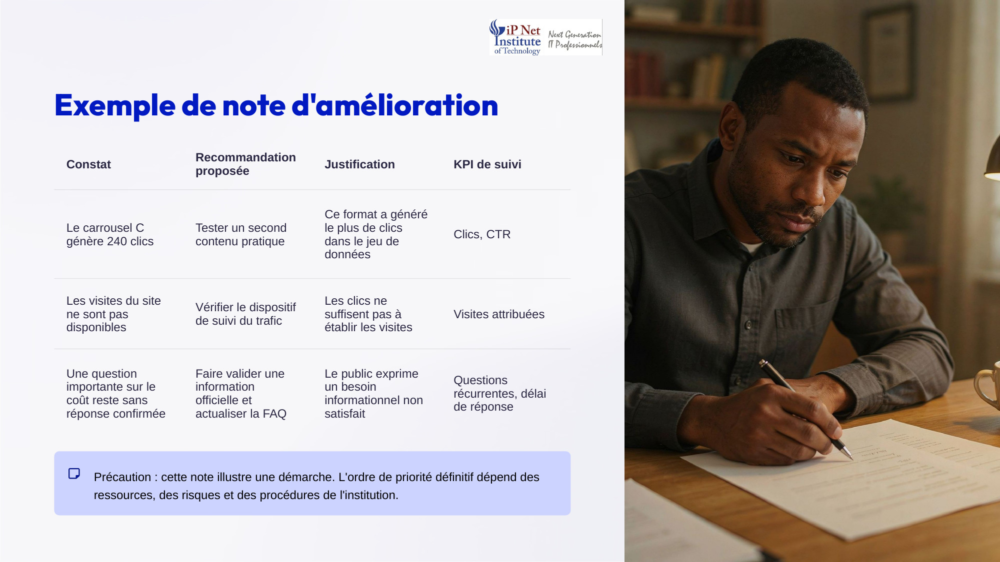 iP Net
Institute
of Technology
Next Generation
IT Professionnels
Exemple de note d'amélioration
Constat
Recommandation
proposée
Justification
KPI de suivi
Le carrousel C
génère 240 clics
Tester un second
contenu pratique
Ce format a généré
le plus de clics
dans le jeu de
données
Clics, CTR
Les visites du site
ne sont pas
disponibles
Vérifier le dispositif
de suivi du trafic
Les clics ne
suffisent pas à
établir les visites
Visites attribuées
Une question
importante sur le
coût reste sans
réponse confirmée
Faire valider une
information
officielle et
actualiser la FAQ
Le public exprime
un besoin
informationnel non
satisfait
Questions
récurrentes, délai
de réponse
Précaution : cette note illustre une démarche. L'ordre de priorité définitif dépend des
ressources, des risques et des procédures de l'institution.